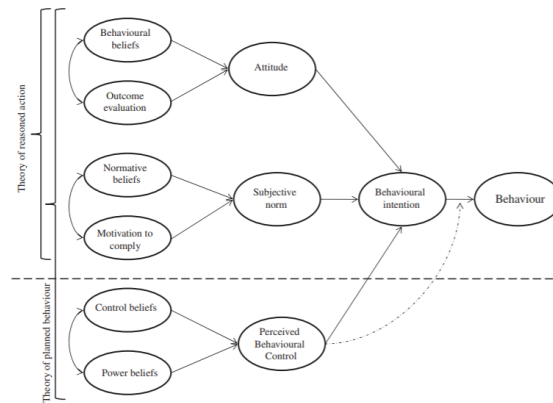 Theory of reasoned action
Theory of planned behaviour
Behavioural
beliefs
Outcome
evaluation
Attitude
Normative
beliefs
Motivation to
comply
Subjective
norm
Behavioural
intention
Behaviour
Control beliefs
Power beliefs
Perceived
Behavioural
Control